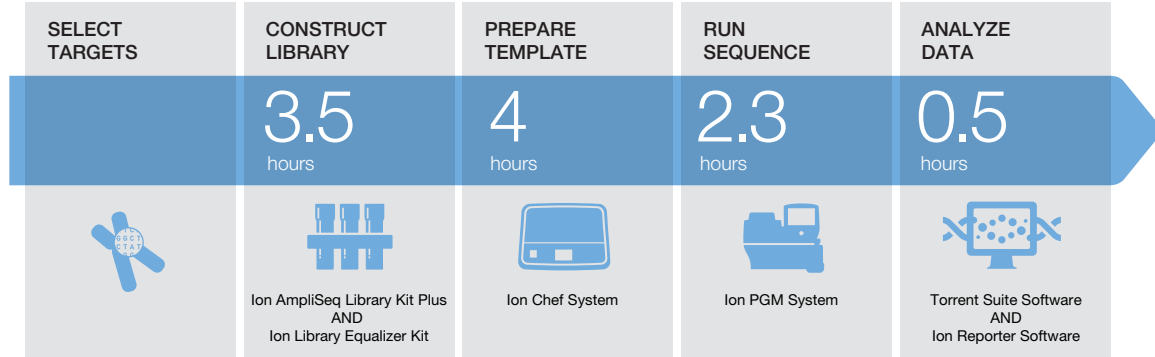 SELECT
TARGETS
CONSTRUCT
LIBRARY
3.5
hours
Ion AmpliSeq Library Kit Plus
AND
Ion Library Equalizer Kit
PREPARE
TEMPLATE
4
hours
Ion Chef System
RUN
SEQUENCE
2.3
hours
Ion PGM System
ANALYZE
DATA
0.5
hours
Torrent Suite Software
AND
Ion Reporter Software